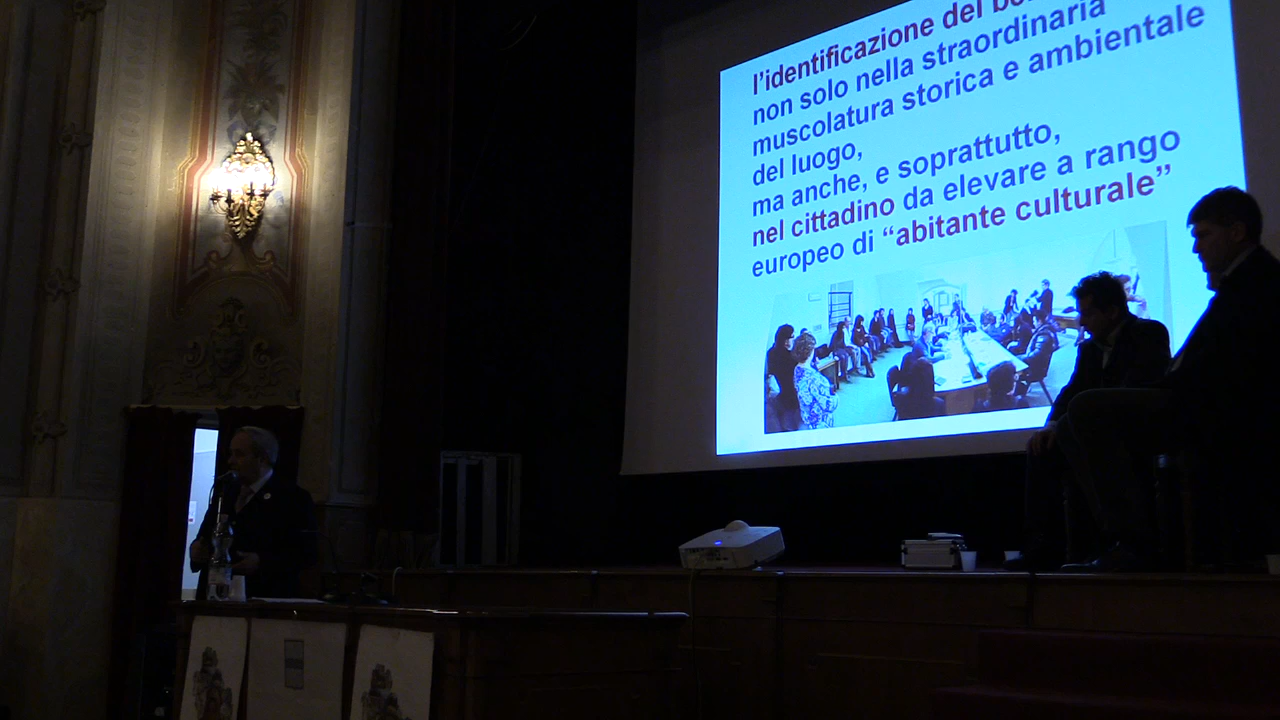 l’identificazione del
non solo nella straordinaria
muscolatura storica e ambientale
del luogo,
ma anche, e soprattutto,
nel cittadino da elevare a rango
europeo di “abitante culturale”